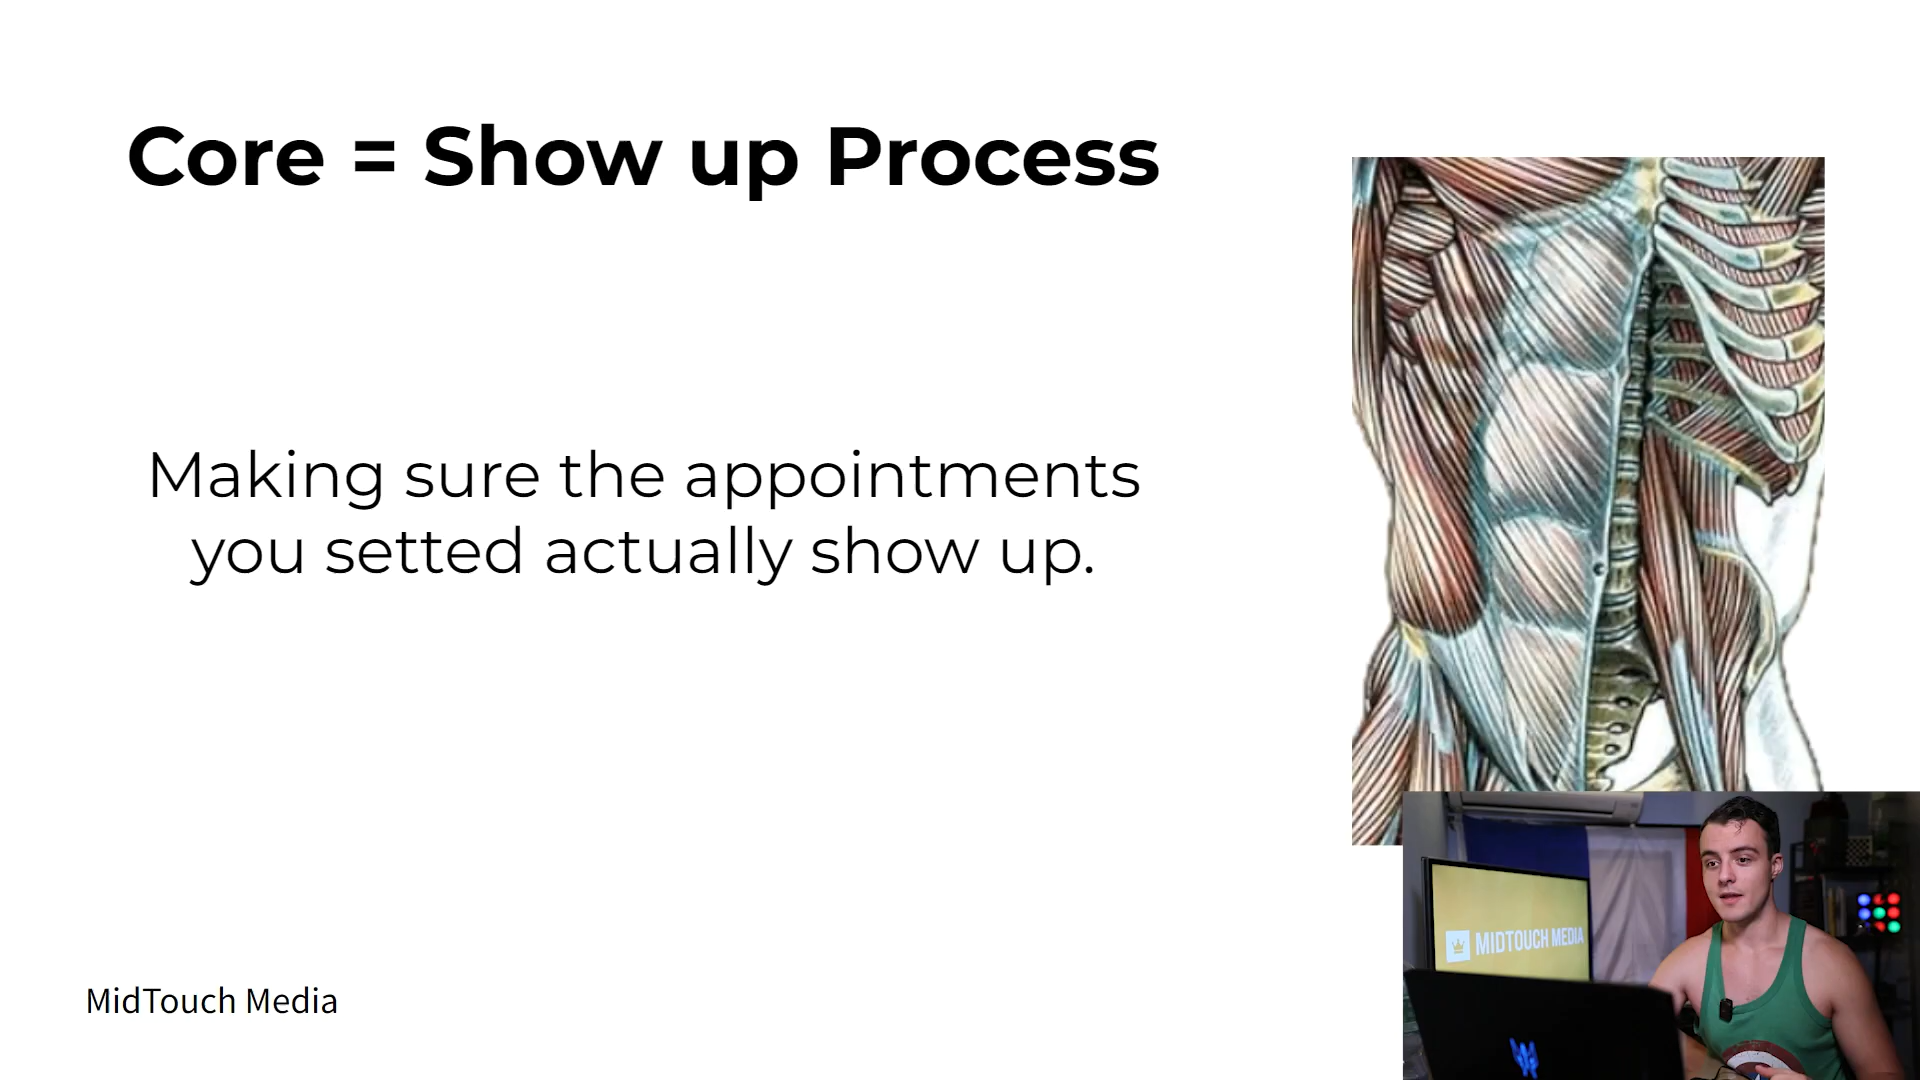 Core = Show up Process
Making sure the appointments
you setted actually show up.
MIDTOUCH MEDIA
MidTouch Media